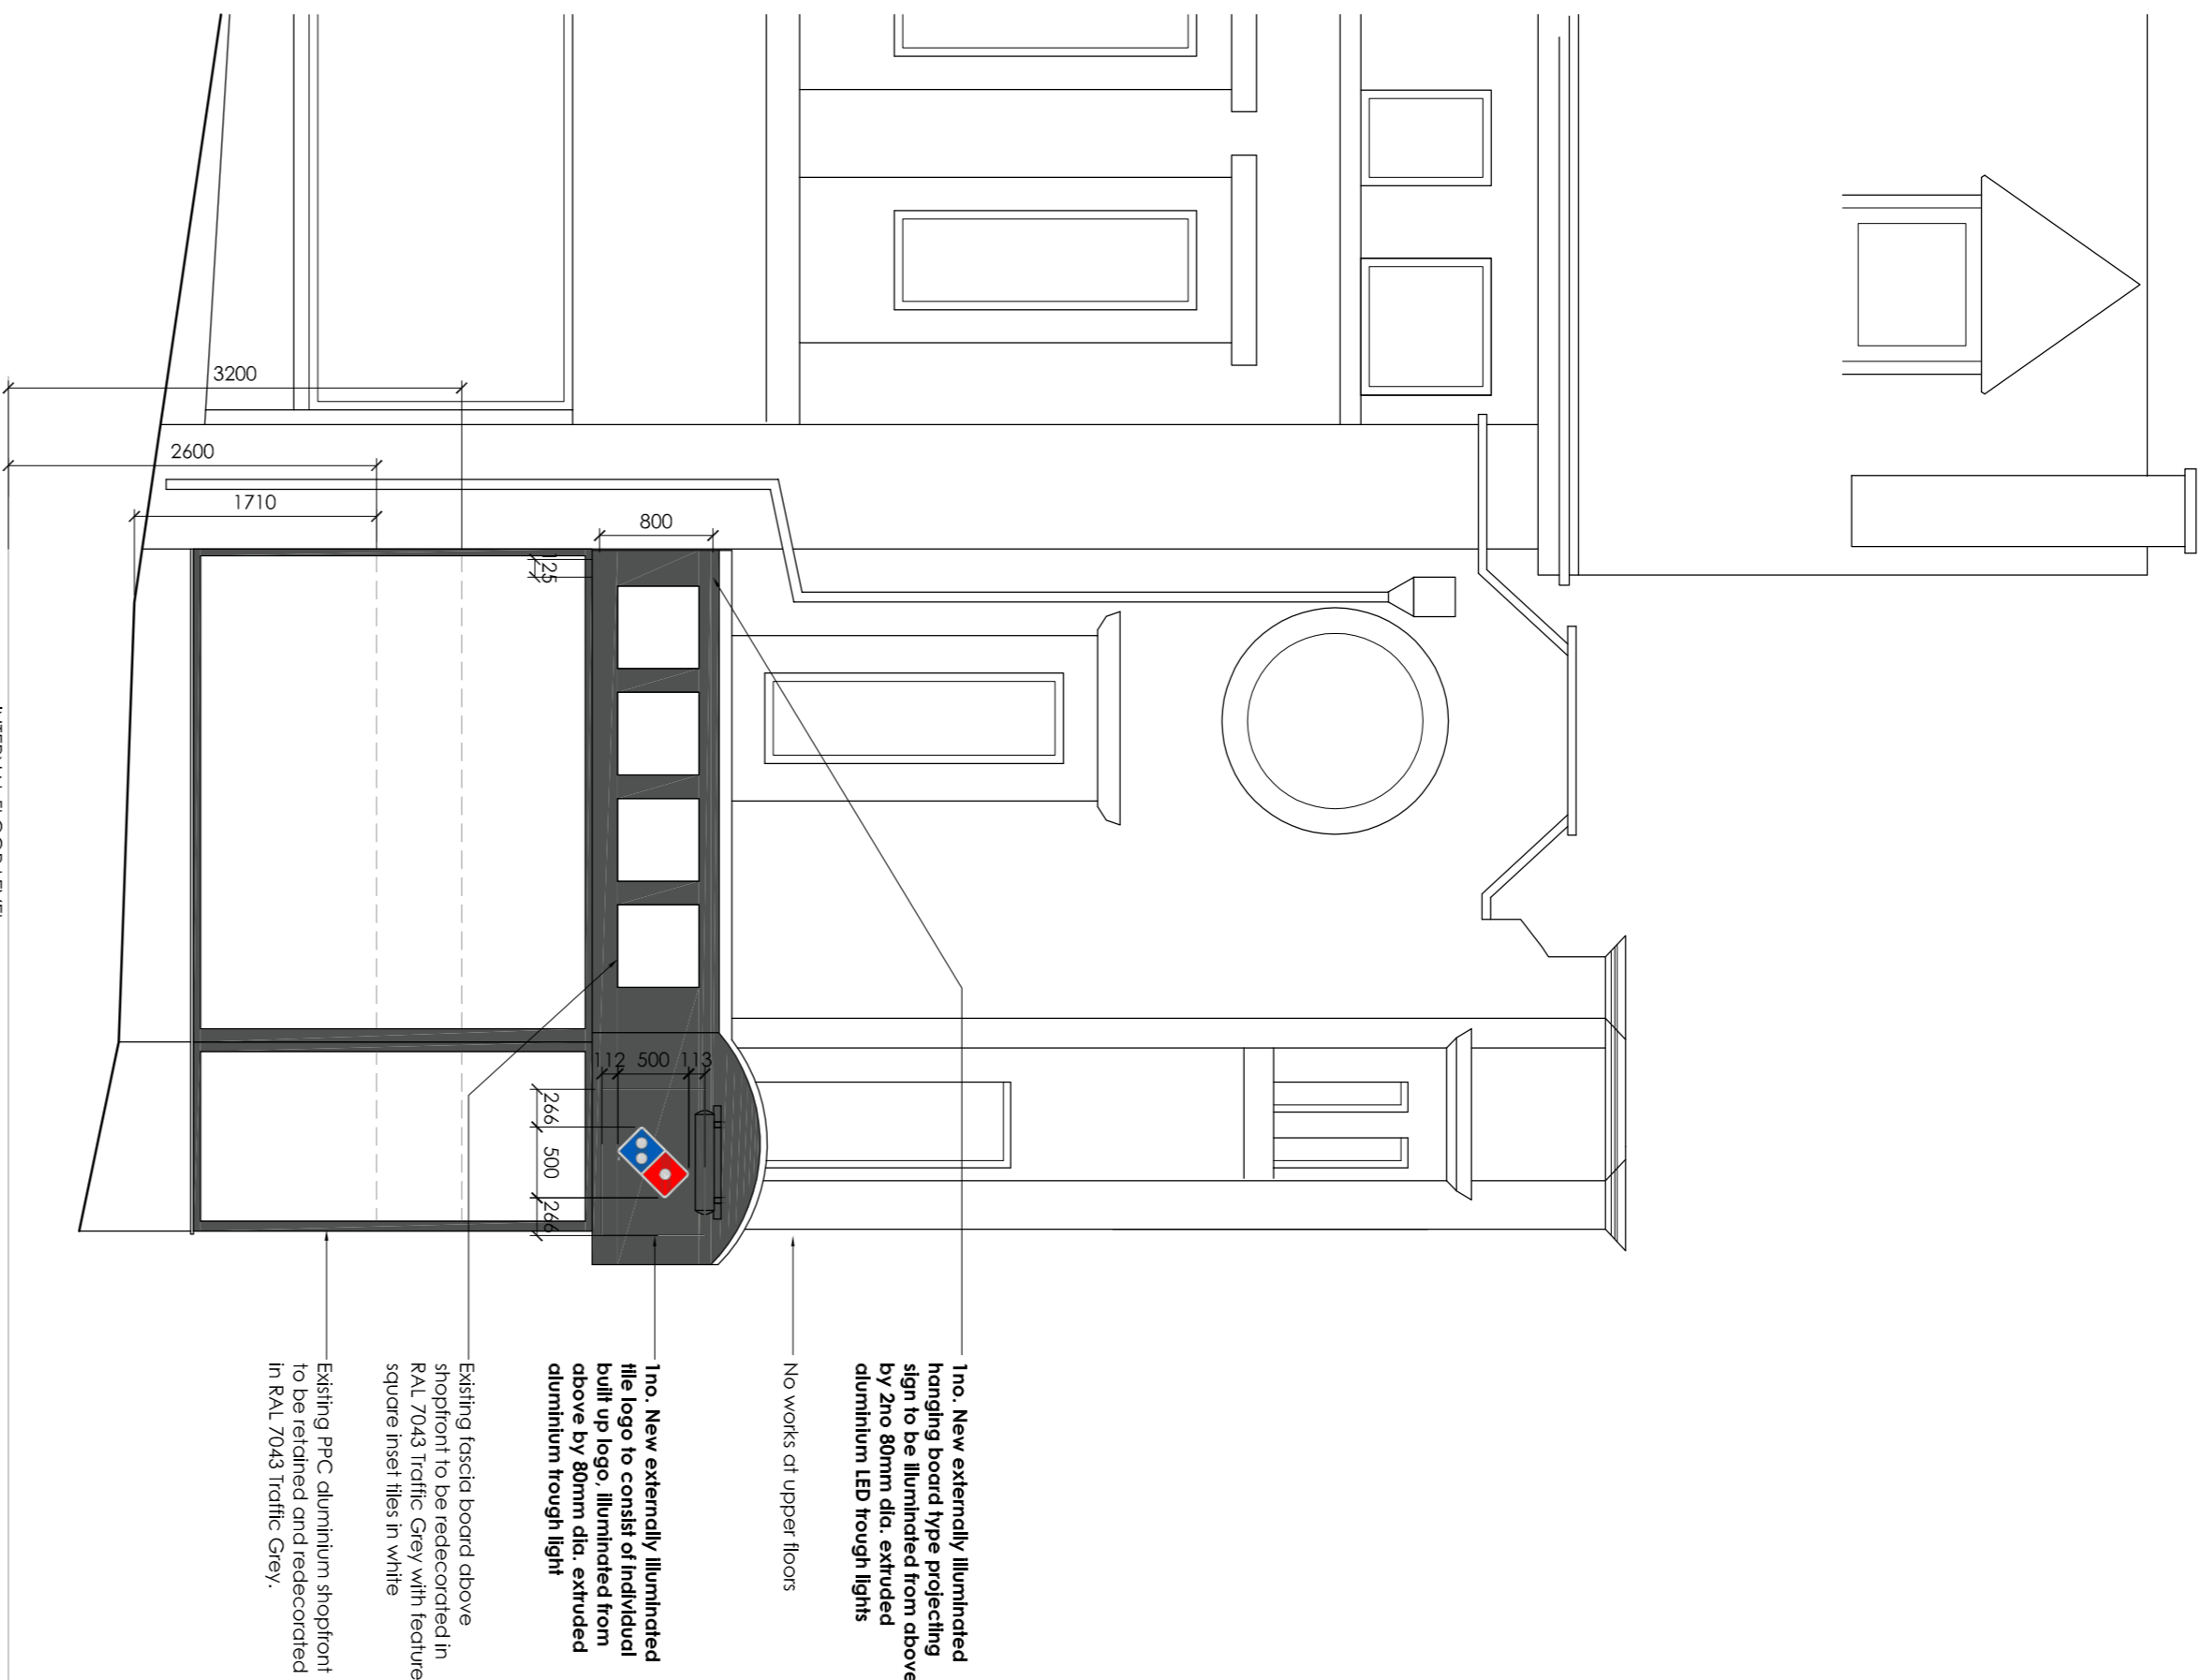 1no. New externally illuminated
hanging board type projecting
sign to be illuminated from above
by 2no 80mm dia. extruded
aluminium LED trough lights
No works at upper floors
1no. New externally illuminated
tile logo to consist of individual
built up logo, illuminated from
above by 80mm dia. extruded
aluminium trough light
Existing fascia board above
shopfront to be redecorated in
RAL 7043 Traffic Grey with feature
square inset tiles in white
Existing PPC aluminium shopfront
to be retained and redecorated
in RAL 7043 Traffic Grey.
3200
2600
1710
800
125
112 500 113
266
500
266